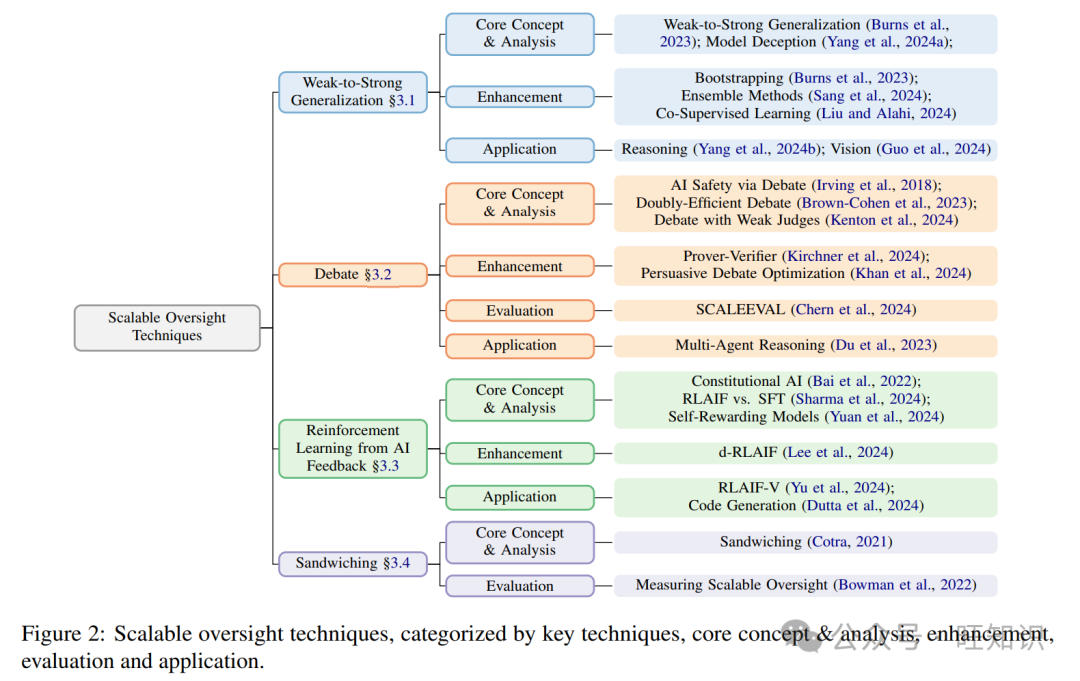 Scalable Oversight
Techniques
Weak-to-Strong
Generalization §3.1
Core Concept
& Analysis
Weak-to-Strong Generalization (Burns et al.,
2023); Model Deception (Yang et al., 2024a);
Enhancement
Bootstrapping (Burns et al., 2023);
Ensemble Methods (Sang et al., 2024);
Co-Supervised Learning (Liu and Alahi, 2024)
Application
Reasoning (Yang et al., 2024b); Vision (Guo et al., 2024)
Debate §3.2
Core Concept
& Analysis
AI Safety via Debate (Irving et al., 2018);
Doubly-Efficient Debate (Brown-Cohen et al., 2023);
Debate with Weak Judges (Kenton et al., 2024)
Enhancement
Prover-Verifier (Kirchner et al., 2024);
Persuasive Debate Optimization (Khan et al., 2024)
Evaluation
SCALEEVAL (Chern et al., 2024)
Application
Multi-Agent Reasoning (Du et al., 2023)
Reinforcement
Learning from AI
Feedback §3.3
Core Concept
& Analysis
Constitutional AI (Bai et al., 2022);
RLAIF vs. SFT (Sharma et al., 2024);
Self-Rewarding Models (Yuan et al., 2024)
Enhancement
d-RLAIF (Lee et al., 2024)
Application
RLAIF-V (Yu et al., 2024);
Code Generation (Dutta et al., 2024)
Sandwiching §3.4
Core Concept
& Analysis
Sandwiching (Cotra, 2021)
Evaluation
Measuring Scalable Oversight (Bowman et al., 2022)
Figure 2: Scalable oversight techniques, categorized by key techniques, core concept & analysis, enhancement,
evaluation and application.
公众号 旺知识